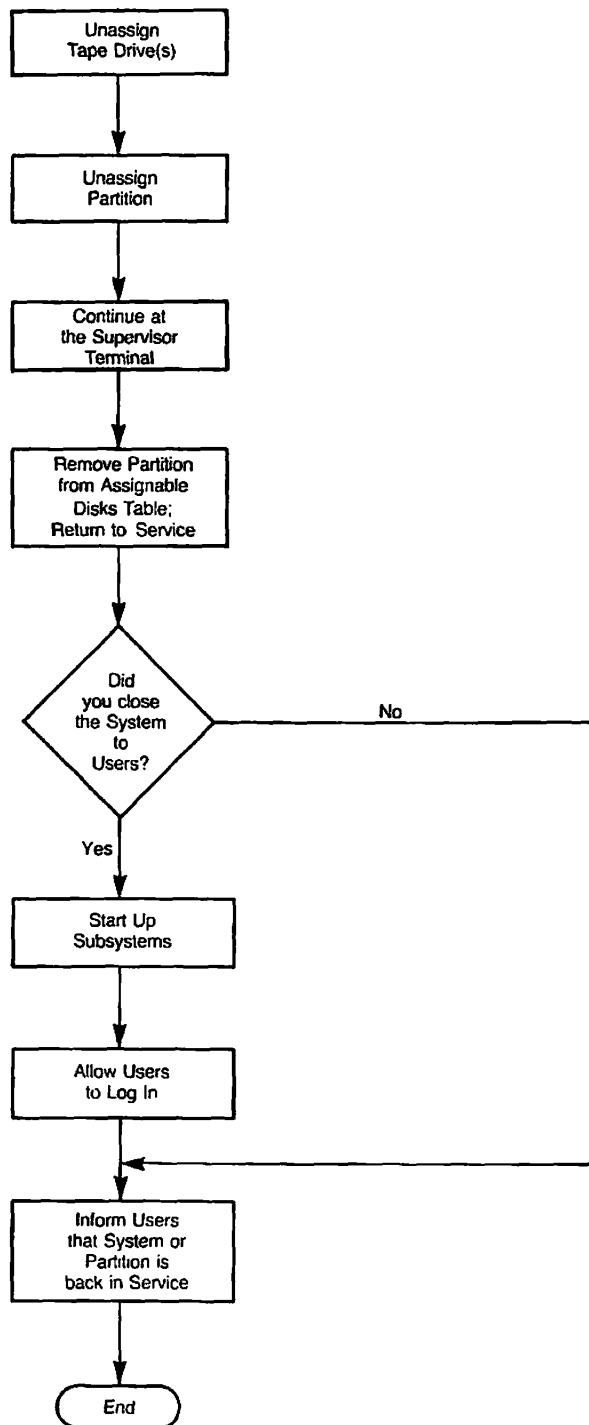 Unassign
Tape Drive(s)
Unassign
Partition
Continue at
the Supervisor
Terminal
Remove Partition
from Assignable
Disks Table;
Return to Service
Did
you close
the System
to
Users?
No
Yes
Start Up
Subsystems
Allow Users
to Log In
Inform Users
that System or
Partition is
back in Service
End